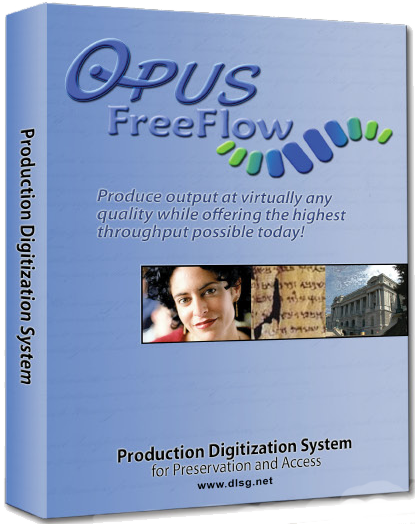 Opus
FreeFlow
Produce output at virtually any
quality while offering the highest
throughput possible today!
Production Digitization System
for Preservation and Access
www.dlsg.net
Production Digitization System